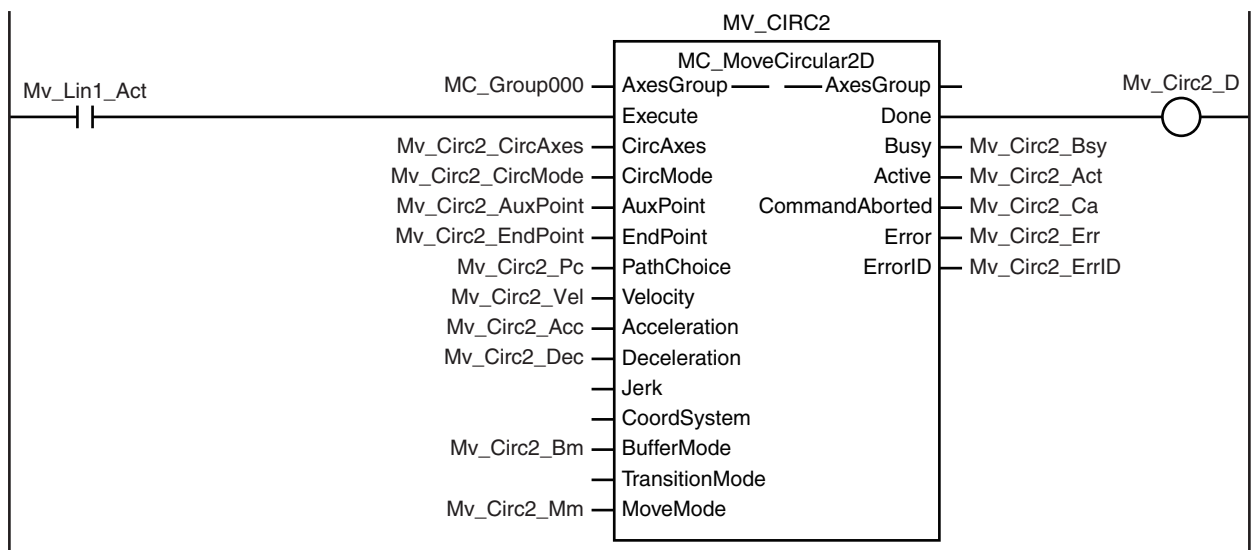 MV_CIRC2
MC_MoveCircular2D
Mv_Lin1_Act MC_Group000 AxesGroup AxesGroup Mv_Circ2_D
Execute Done
Mv_Circ2_CircAxes CircAxes Busy Mv_Circ2_Bsy
Mv_Circ2_CircMode CircMode Active Mv_Circ2_Act
Mv_Circ2_AuxPoint AuxPoint CommandAborted Mv_Circ2_Ca
Mv_Circ2_EndPoint EndPoint Error Mv_Circ2_Err
Mv_Circ2_Pc PathChoice ErrorID Mv_Circ2_ErrID
Mv_Circ2_Vel Velocity
Mv_Circ2_Acc Acceleration
Mv_Circ2_Dec Deceleration
Jerk
CoordSystem
Mv_Circ2_Bm BufferMode
TransitionMode
Mv_Circ2_Mm MoveMode